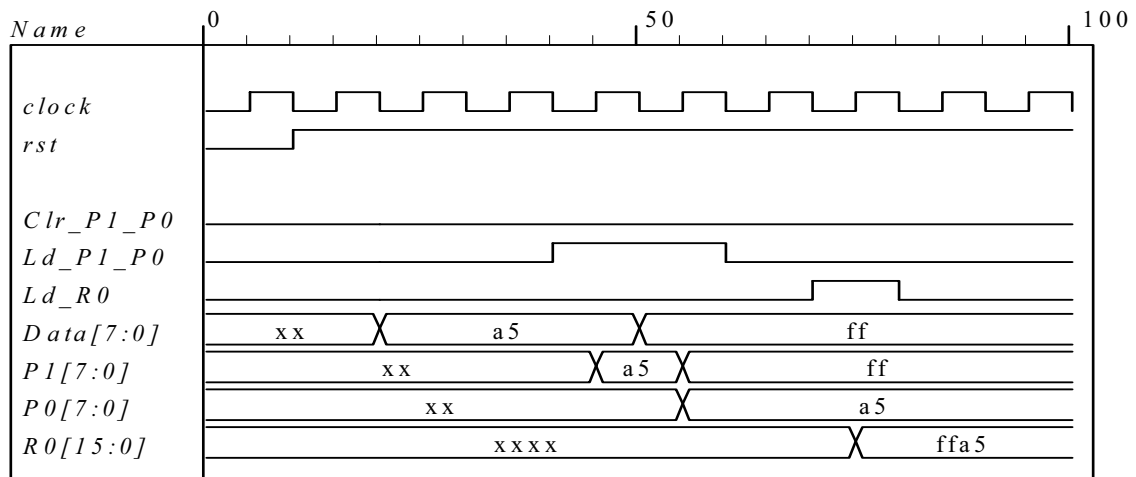 Name 0 50 100
clock
rst
Clr_P1_P0
Ld_P1_P0
Ld_R0
Data[7:0] xx a5 ff
P1[7:0] xx a5 ff
P0[7:0] xx a5
R0[15:0] xxxx ffa5